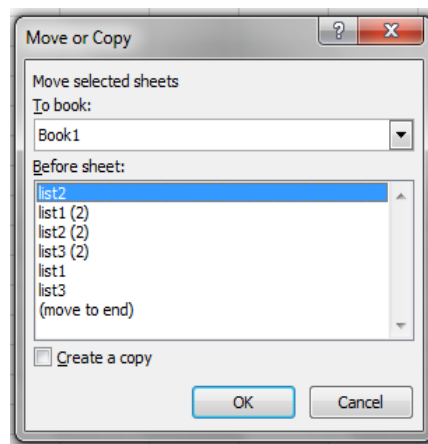 Move or Copy
Move selected sheets
To book:
Book1
Before sheet:
list2
list1 (2)
list2 (2)
list3 (2)
list1
list3
(move to end)
Create a copy
OK Cancel